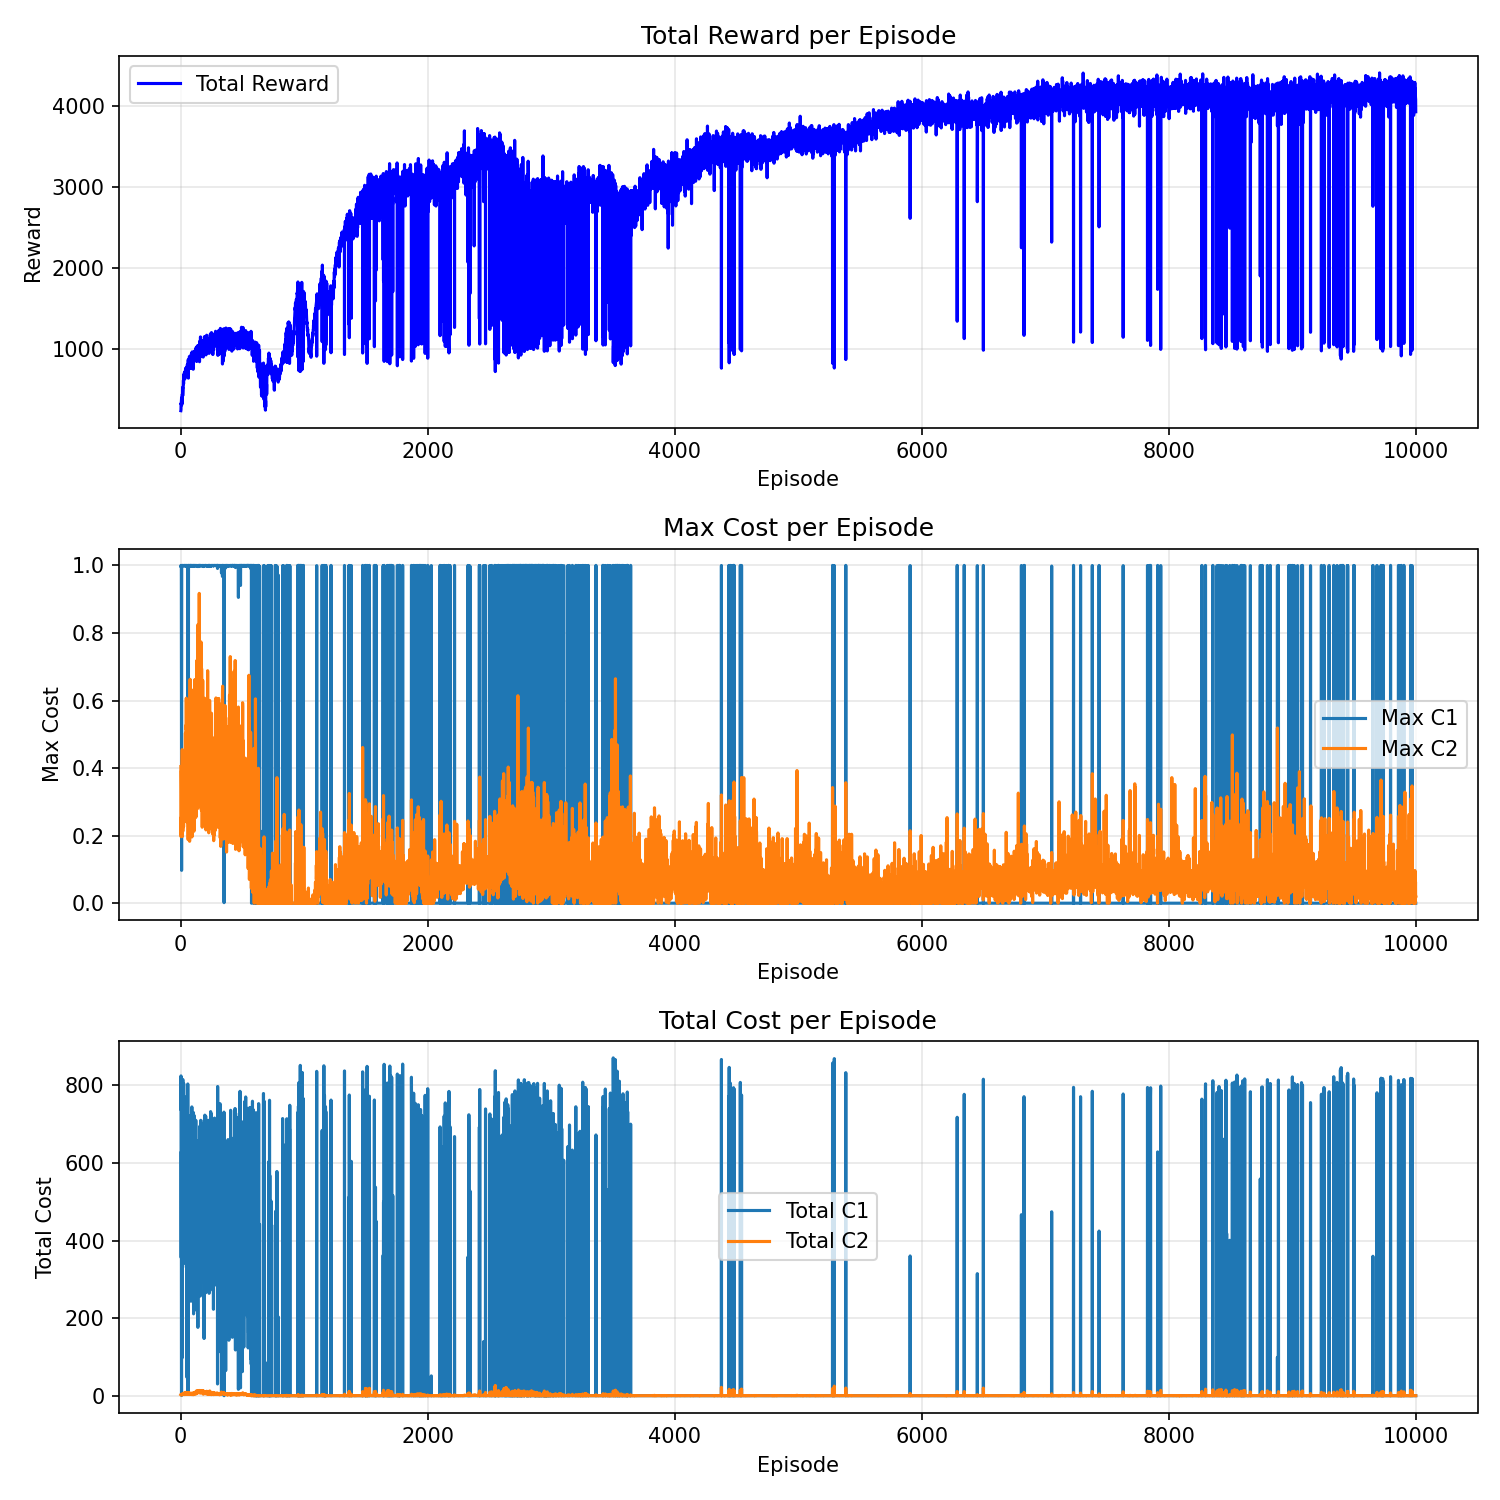 Total Reward per Episode
Total Reward
4000
3000
2000
1000
Reward
0 2000 4000 6000 8000 10000
Episode
Max Cost per Episode
1.0
0.8
0.6
0.4
0.2
0.0
Max Cost
Max C1
Max C2
0 2000 4000 6000 8000 10000
Episode
Total Cost per Episode
800
600
400
200
0
Total Cost
Total C1
Total C2
0 2000 4000 6000 8000 10000
Episode